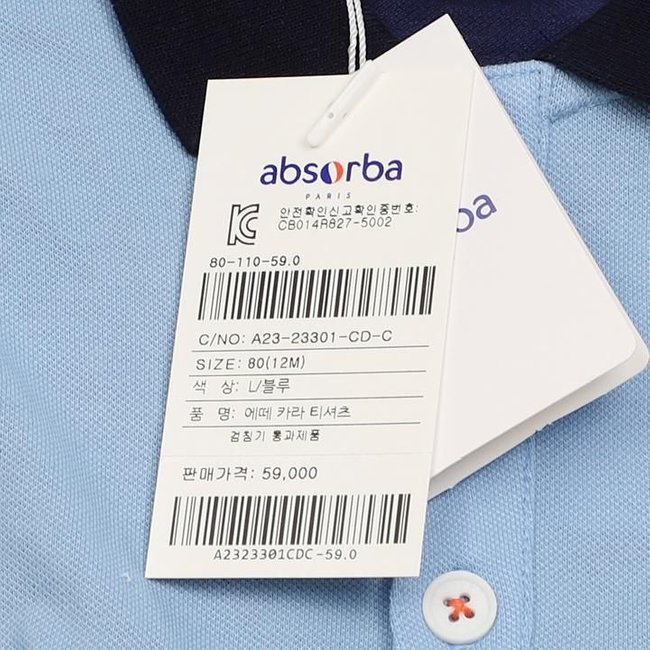 absorba
PARIS
안전확인신고확인증번호:
CB014R827-5002
80-110-59.0
C/NO: A23-23301-CD-C
SIZE: 80(12M)
색 상: L/블루
품 명: 에떼 카라 티셔츠
검침기 통과제품
판매가격: 59,000
A2323301CDC-59.0
ba